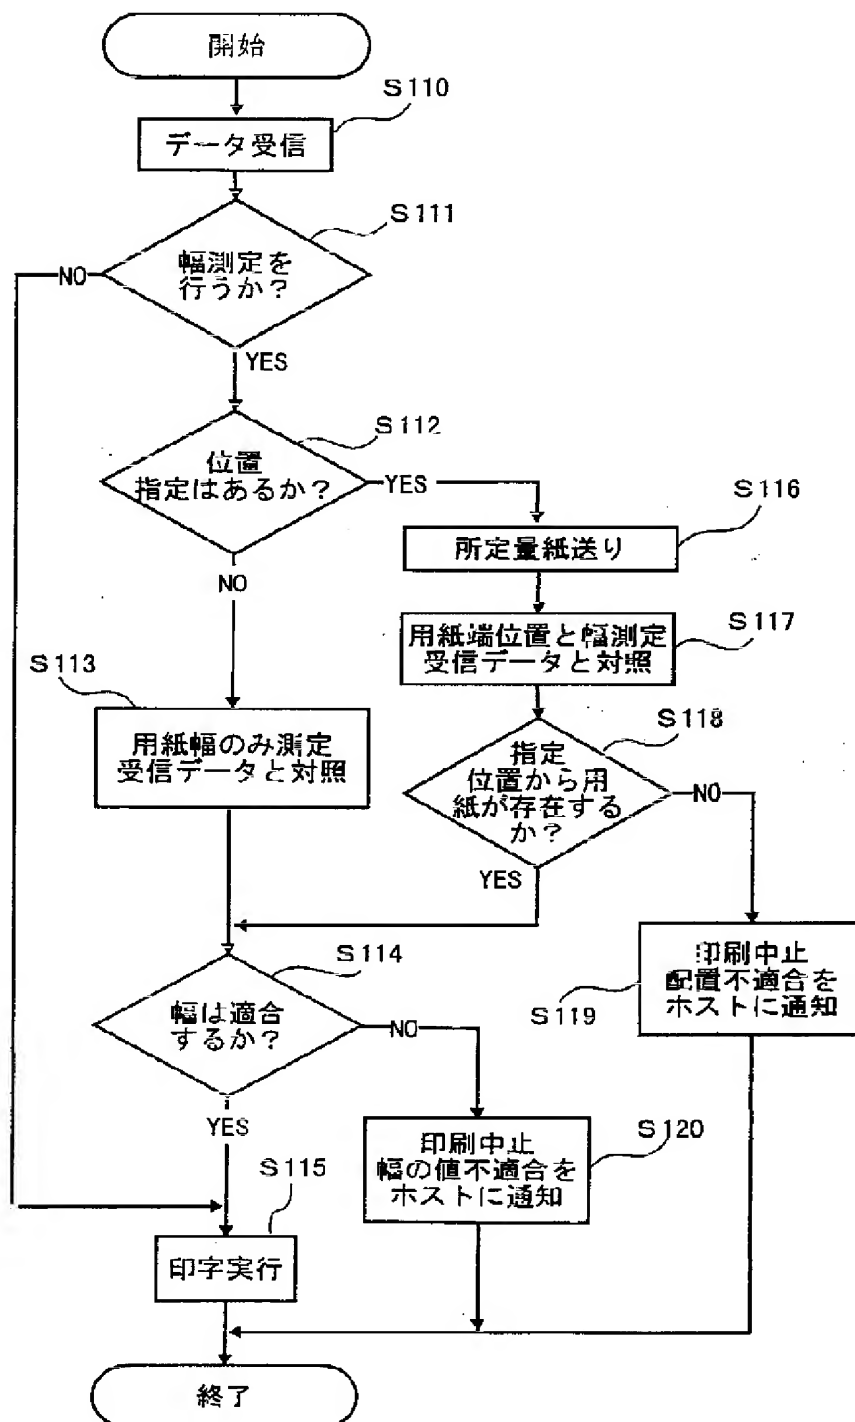 開始
S110
データ受信
S111
幅測定を
行うか?
NO
YES
S112
位置
指定はあるか?
YES
NO
S116
所定量紙送り
S117
用紙端位置と幅測定
受信データと対照
S113
用紙幅のみ測定
受信データと対照
S118
指定
位置から用
紙が存在する
か?
NO
YES
S114
幅は適合
するか?
NO
YES
印刷中止
配置不適合を
ホストに通知
S119
S120
印刷中止
幅の値不適合を
ホストに通知
S115
印字実行
終了